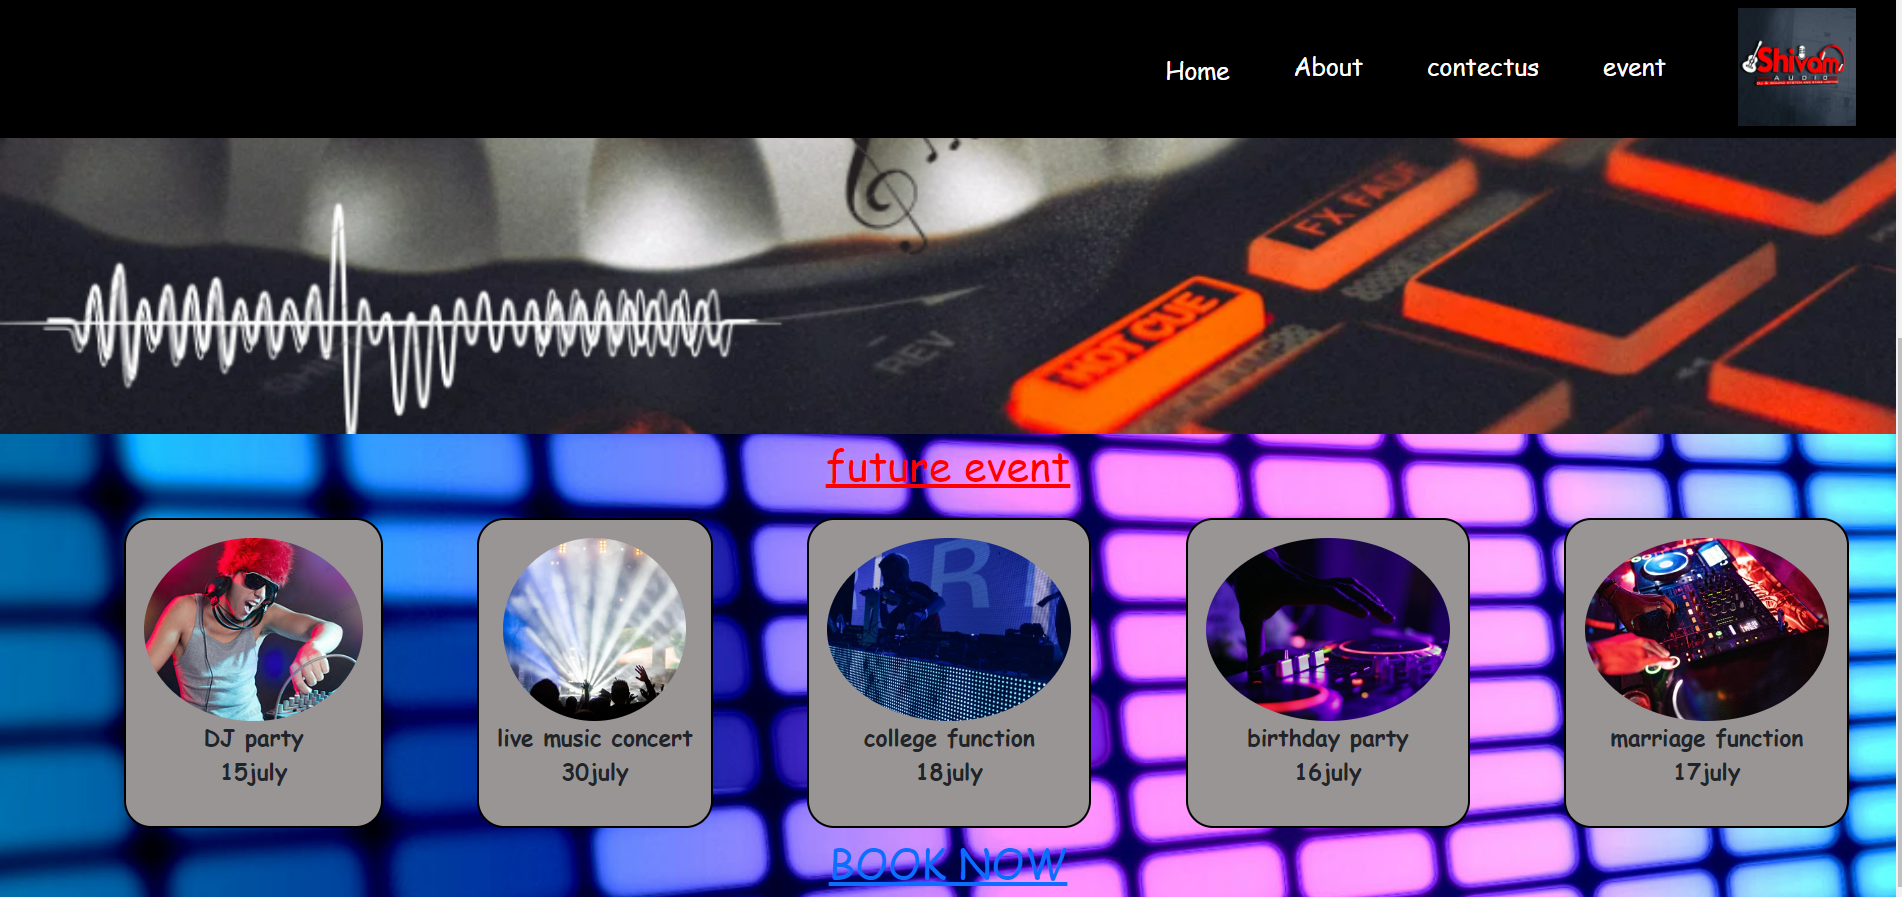 Home About contectus event
Shivam
AUDIO
FX FADE
HOT CUE
REV
future event
DJ party
15july
live music concert
30july
college function
18july
birthday party
16july
marriage function
17july
BOOK NOW